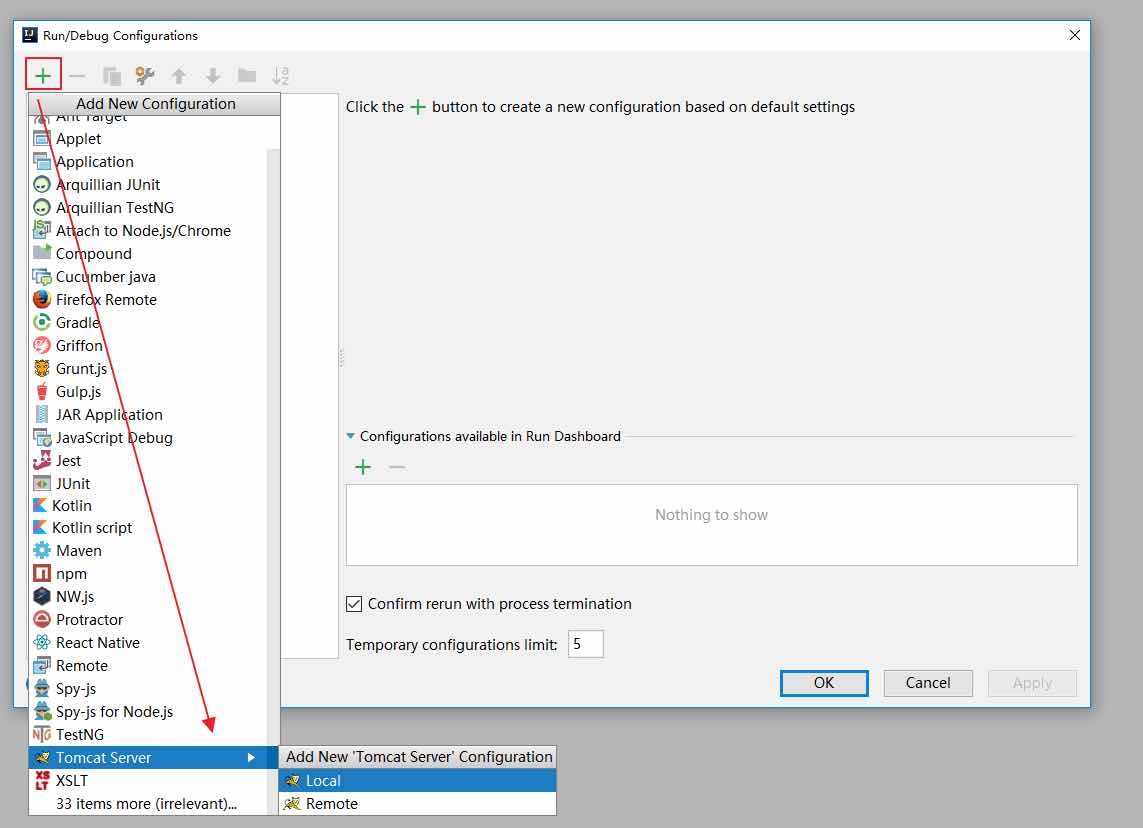 Run/Debug Configurations
Add New Configuration
Click the + button to create a new configuration based on default settings
Ant Target
Applet
Application
Arquillian JUnit
Arquillian TestNG
Attach to Node.js/Chrome
Compound
Cucumber java
Firefox Remote
Gradle
Griffon
Grunt.js
Gulp.js
JAR Application
JavaScript Debug
Jest
JUnit
Kotlin
Kotlin script
Maven
npm
NW.js
Protractor
React Native
Remote
Spy-js
Spy-js for Node.js
TestNG
Tomcat Server
XSLT
33 items more (irrelevant)...
Configurations available in Run Dashboard
Nothing to show
Confirm rerun with process termination
Temporary configurations limit: 5
OK Cancel Apply
Add New 'Tomcat Server' Configuration
Local
Remote